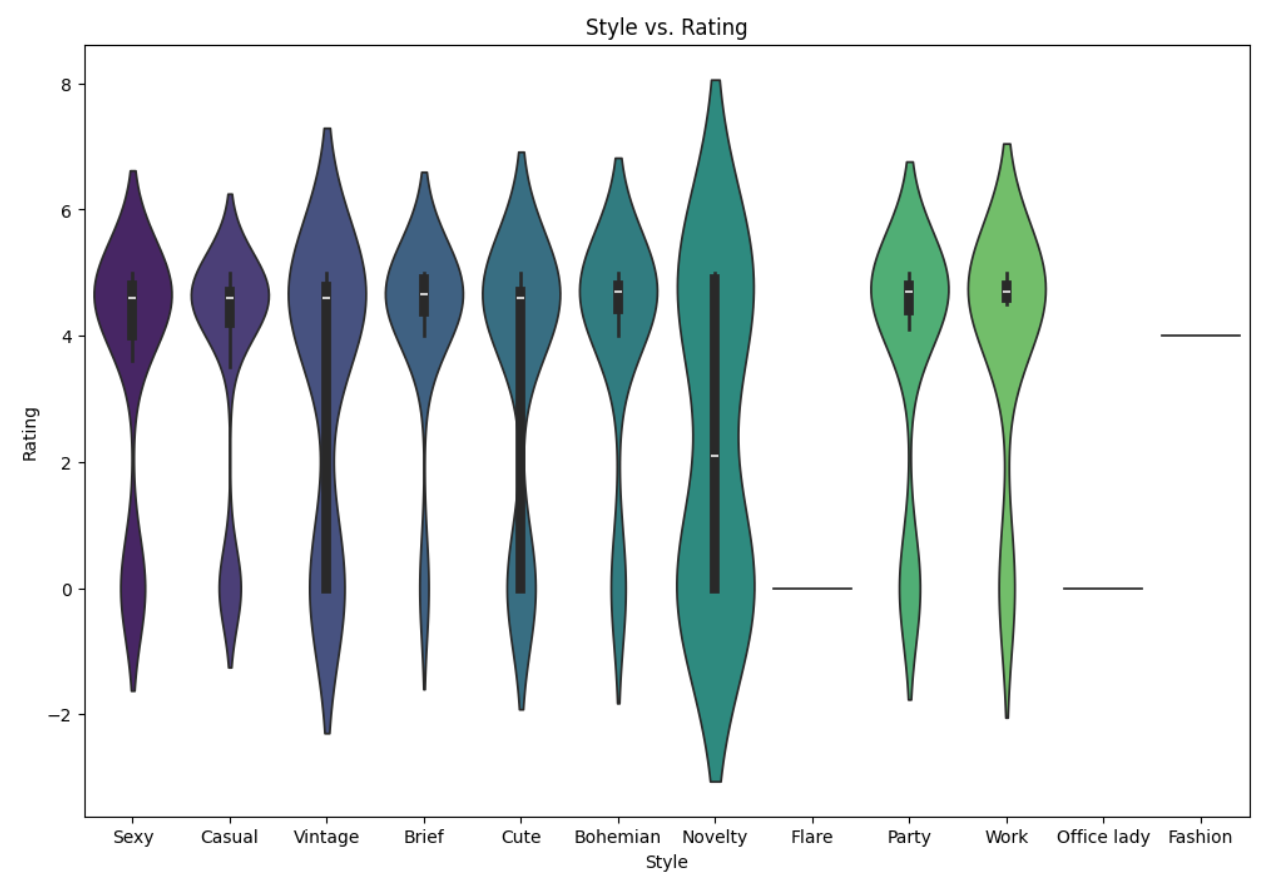 Style vs. Rating
8
6
4
2
0
−2
Rating
Sexy Casual Vintage Brief Cute Bohemian Novelty Flare Party Work Office lady Fashion
Style